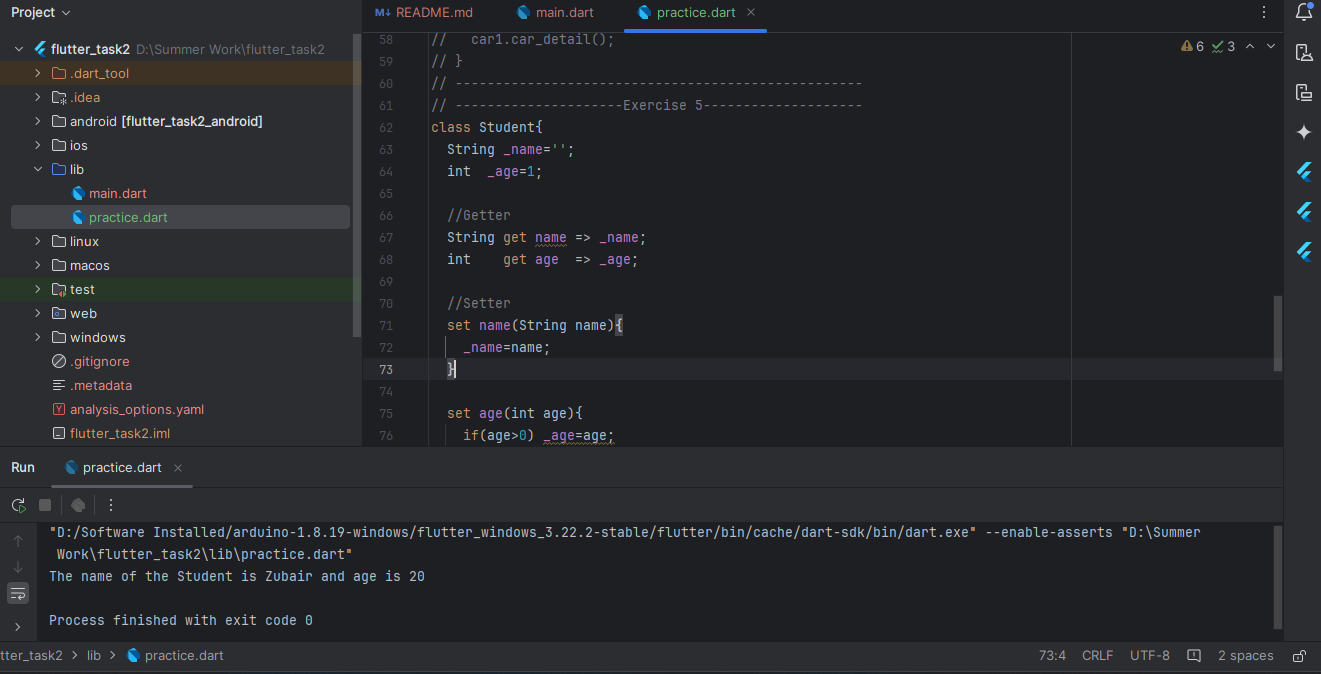 Project
flutter_task2 D:\Summer Work\flutter_task2
.dart_tool
.idea
android [flutter_task2_android]
ios
lib
main.dart
practice.dart
linux
macos
test
web
windows
.gitignore
.metadata
analysis_options.yaml
flutter_task2.iml
M↓ README.md main.dart practice.dart
6 3
58 // car1.car_detail();
59 // }
60 // ---------------------------------------------------
61 // ---------------------Exercise 5--------------------
62 class Student{
63 String _name='';
64 int _age=1;
65
66 //Getter
67 String get name => _name;
68 int get age => _age;
69
70 //Setter
71 set name(String name){
72 _name=name;
73 }
74
75 set age(int age){
76 if(age>0) _age=age;
Run practice.dart
"D:/Software Installed/arduino-1.8.19-windows/flutter_windows_3.22.2-stable/flutter/bin/cache/dart-sdk/bin/dart.exe" --enable-asserts "D:\Summer
Work\flutter_task2\lib\practice.dart"
The name of the Student is Zubair and age is 20
Process finished with exit code 0
tter_task2 > lib > practice.dart
73:4 CRLF UTF-8 2 spaces